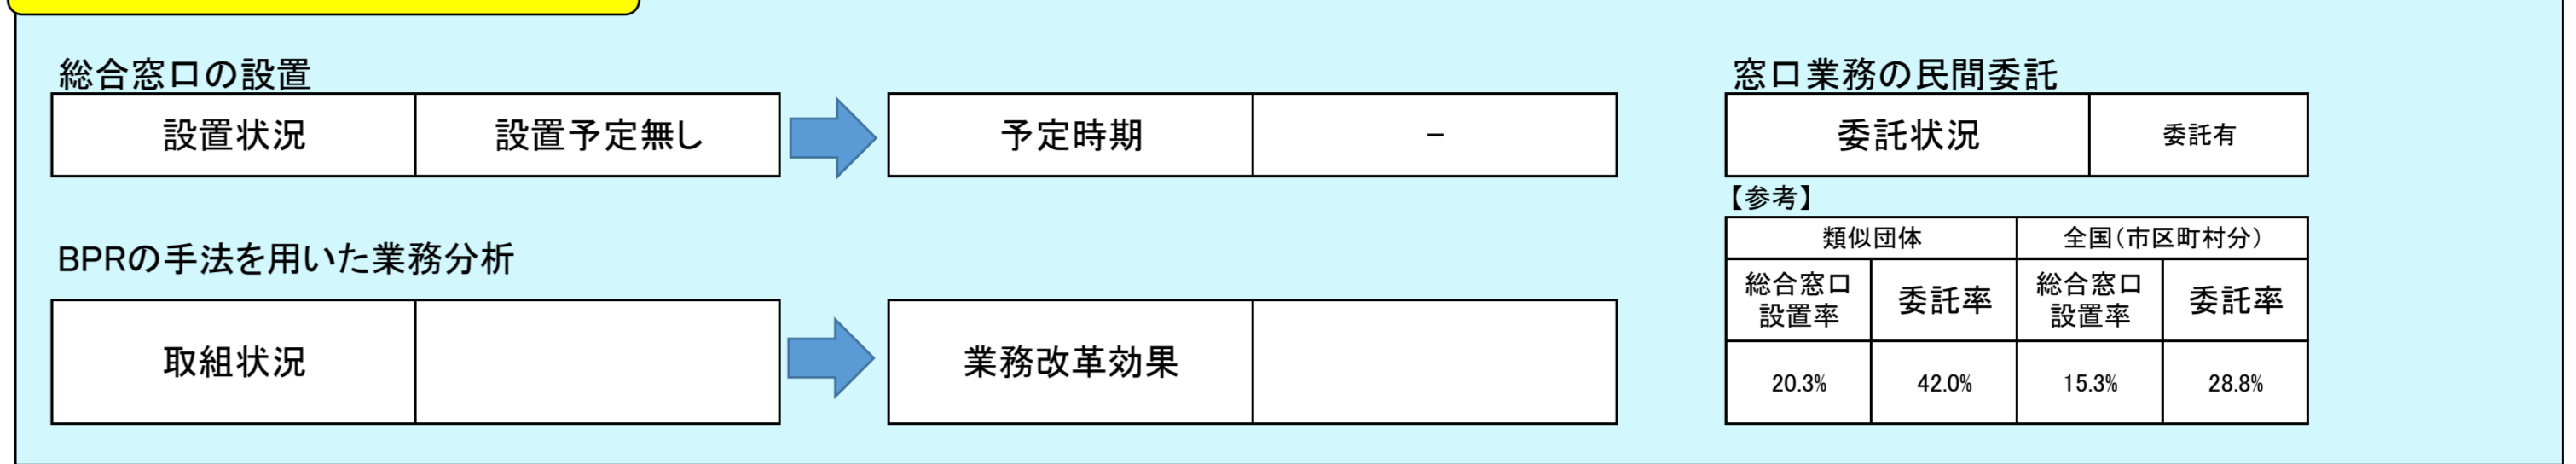 総合窓口の設置
設置状況 設置予定無し 予定時期 －
BPRの手法を用いた業務分析
取組状況 業務改革効果
窓口業務の民間委託
委託状況 委託有
【参考】
類似団体 全国（市区町村分）
総合窓口 総合窓口
設置率 委託率 設置率 委託率
20.3% 42.0% 15.3% 28.8%